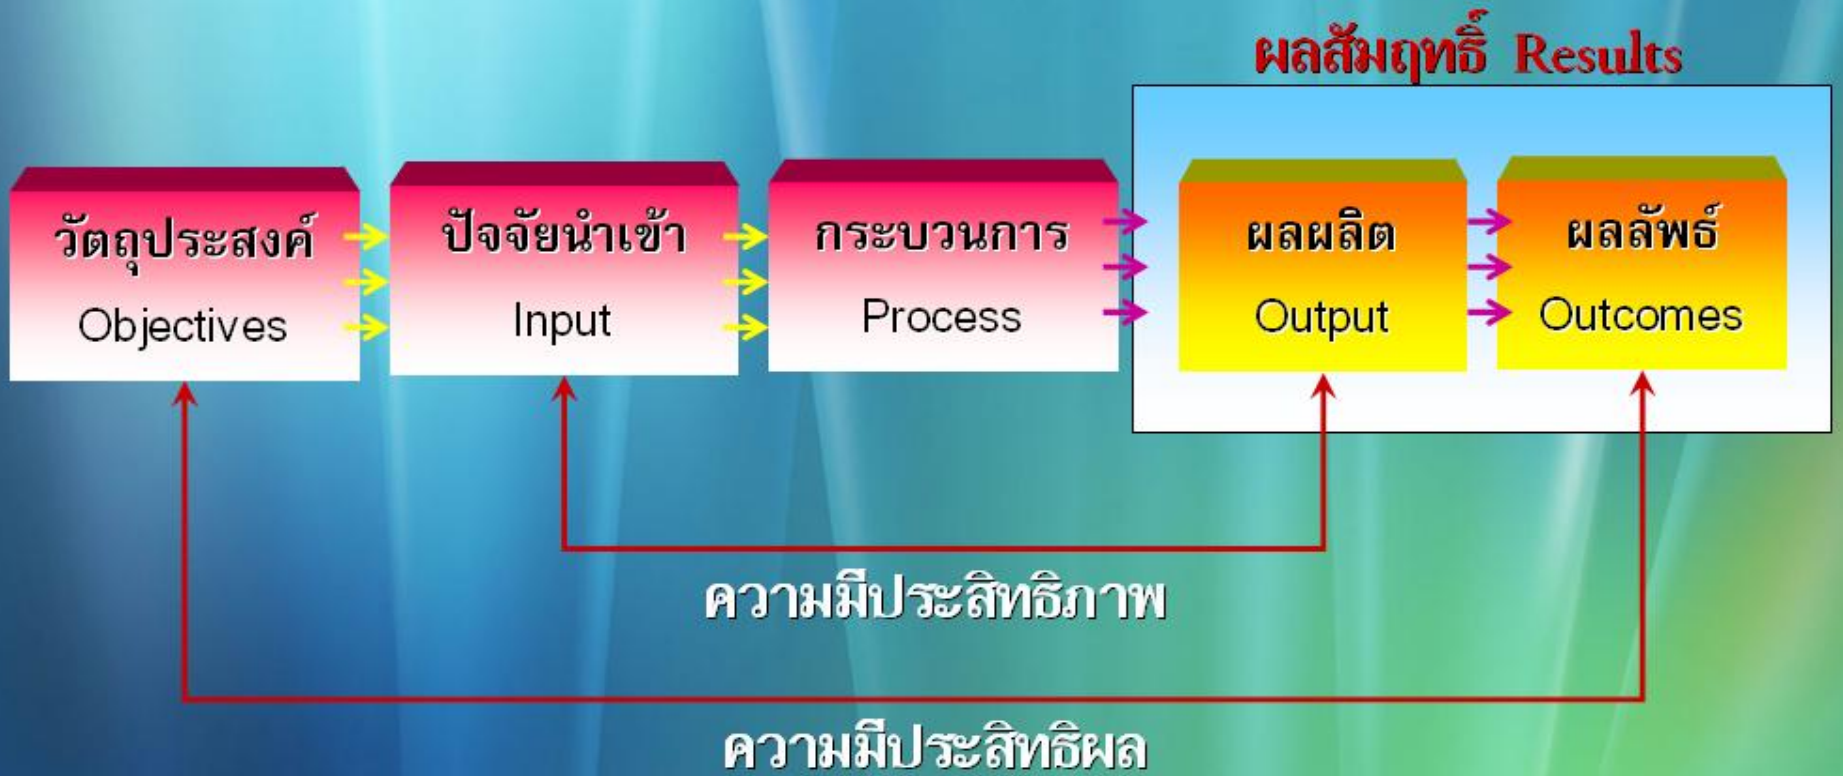 ผลสัมฤทธิ์ Results
วัตถุประสงค์
Objectives
ปัจจัยนำเข้า
Input
กระบวนการ
Process
ผลผลิต
Output
ผลลัพธ์
Outcomes
ความมีประสิทธิภาพ
ความมีประสิทธิผล